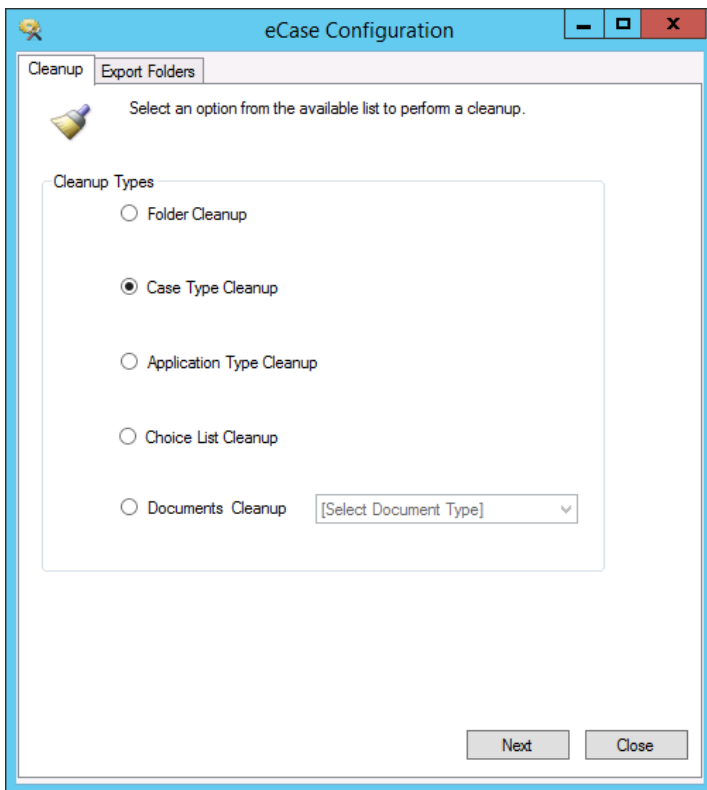 eCase Configuration
Cleanup
Export Folders
Select an option from the available list to perform a cleanup.
Cleanup Types
Folder Cleanup
Case Type Cleanup
Application Type Cleanup
Choice List Cleanup
Documents Cleanup [Select Document Type]
Next Close